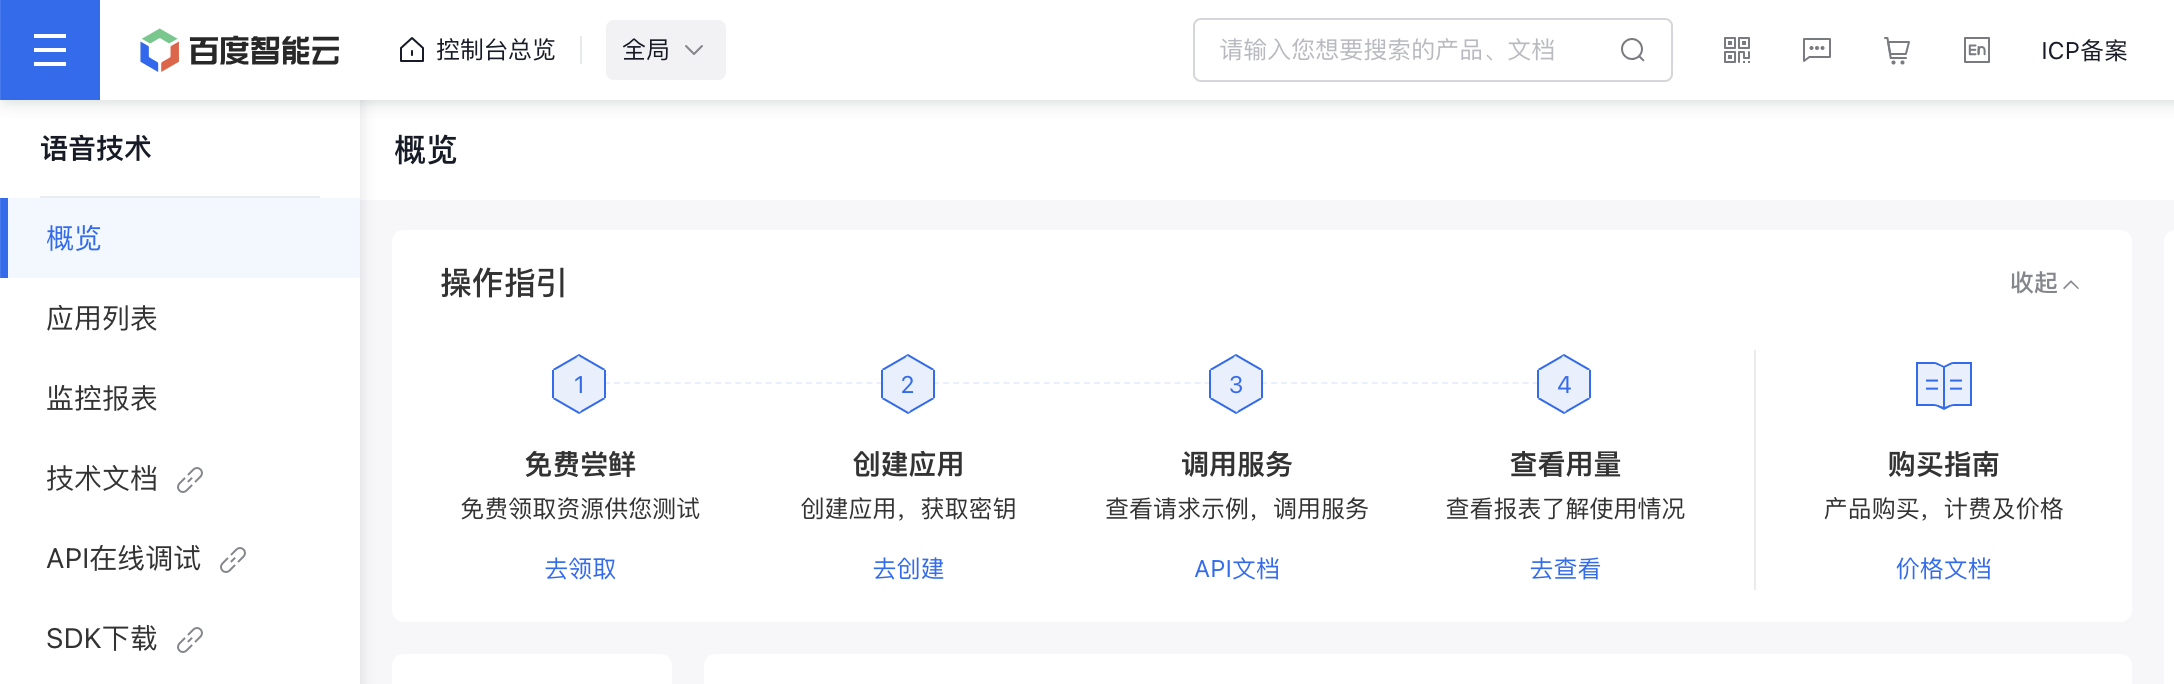 百度智能云
控制台总览
全局
请输入您想要搜索的产品、文档
En
ICP备案
语音技术
概览
应用列表
监控报表
技术文档
API在线调试
SDK下载
概览
操作指引
收起
1
免费尝鲜
免费领取资源供您测试
去领取
2
创建应用
创建应用，获取密钥
去创建
3
调用服务
查看请求示例，调用服务
API文档
4
查看用量
查看报表了解使用情况
去查看
购买指南
产品购买，计费及价格
价格文档